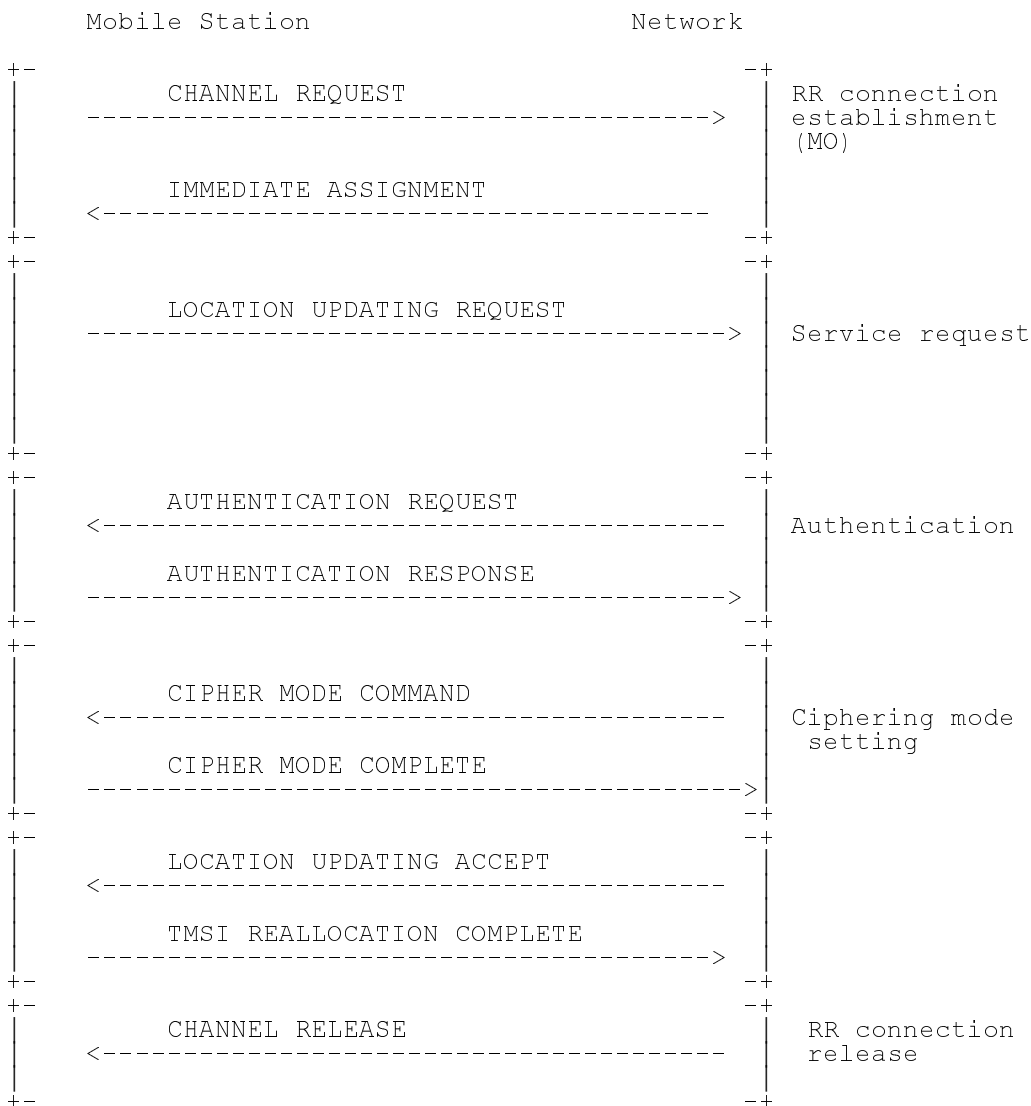 Mobile Station Network
CHANNEL REQUEST RR connection
establishment
(MO)
IMMEDIATE ASSIGNMENT
LOCATION UPDATING REQUEST
Service request
AUTHENTICATION REQUEST
Authentication
AUTHENTICATION RESPONSE
CIPHER MODE COMMAND
Ciphering mode
setting
CIPHER MODE COMPLETE
LOCATION UPDATING ACCEPT
TMSI REALLOCATION COMPLETE
CHANNEL RELEASE RR connection
release